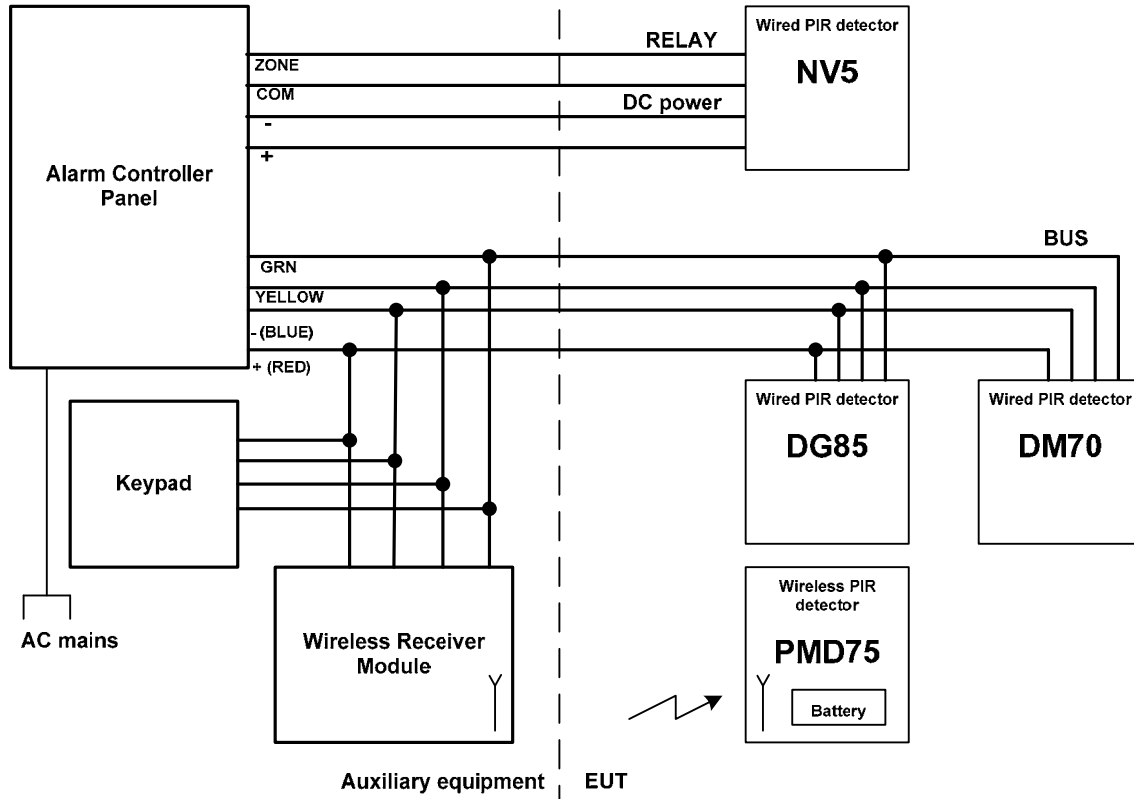 Wired PIR detector
NV5
RELAY
ZONE
COM
DC power
-
+
Alarm Controller
Panel
BUS
GRN
YELLOW
- (BLUE)
+ (RED)
Wired PIR detector
DG85
Wired PIR detector
DM70
Keypad
AC mains
Wireless Receiver
Module
Wireless PIR
detector
PMD75
Battery
Auxiliary equipment
EUT